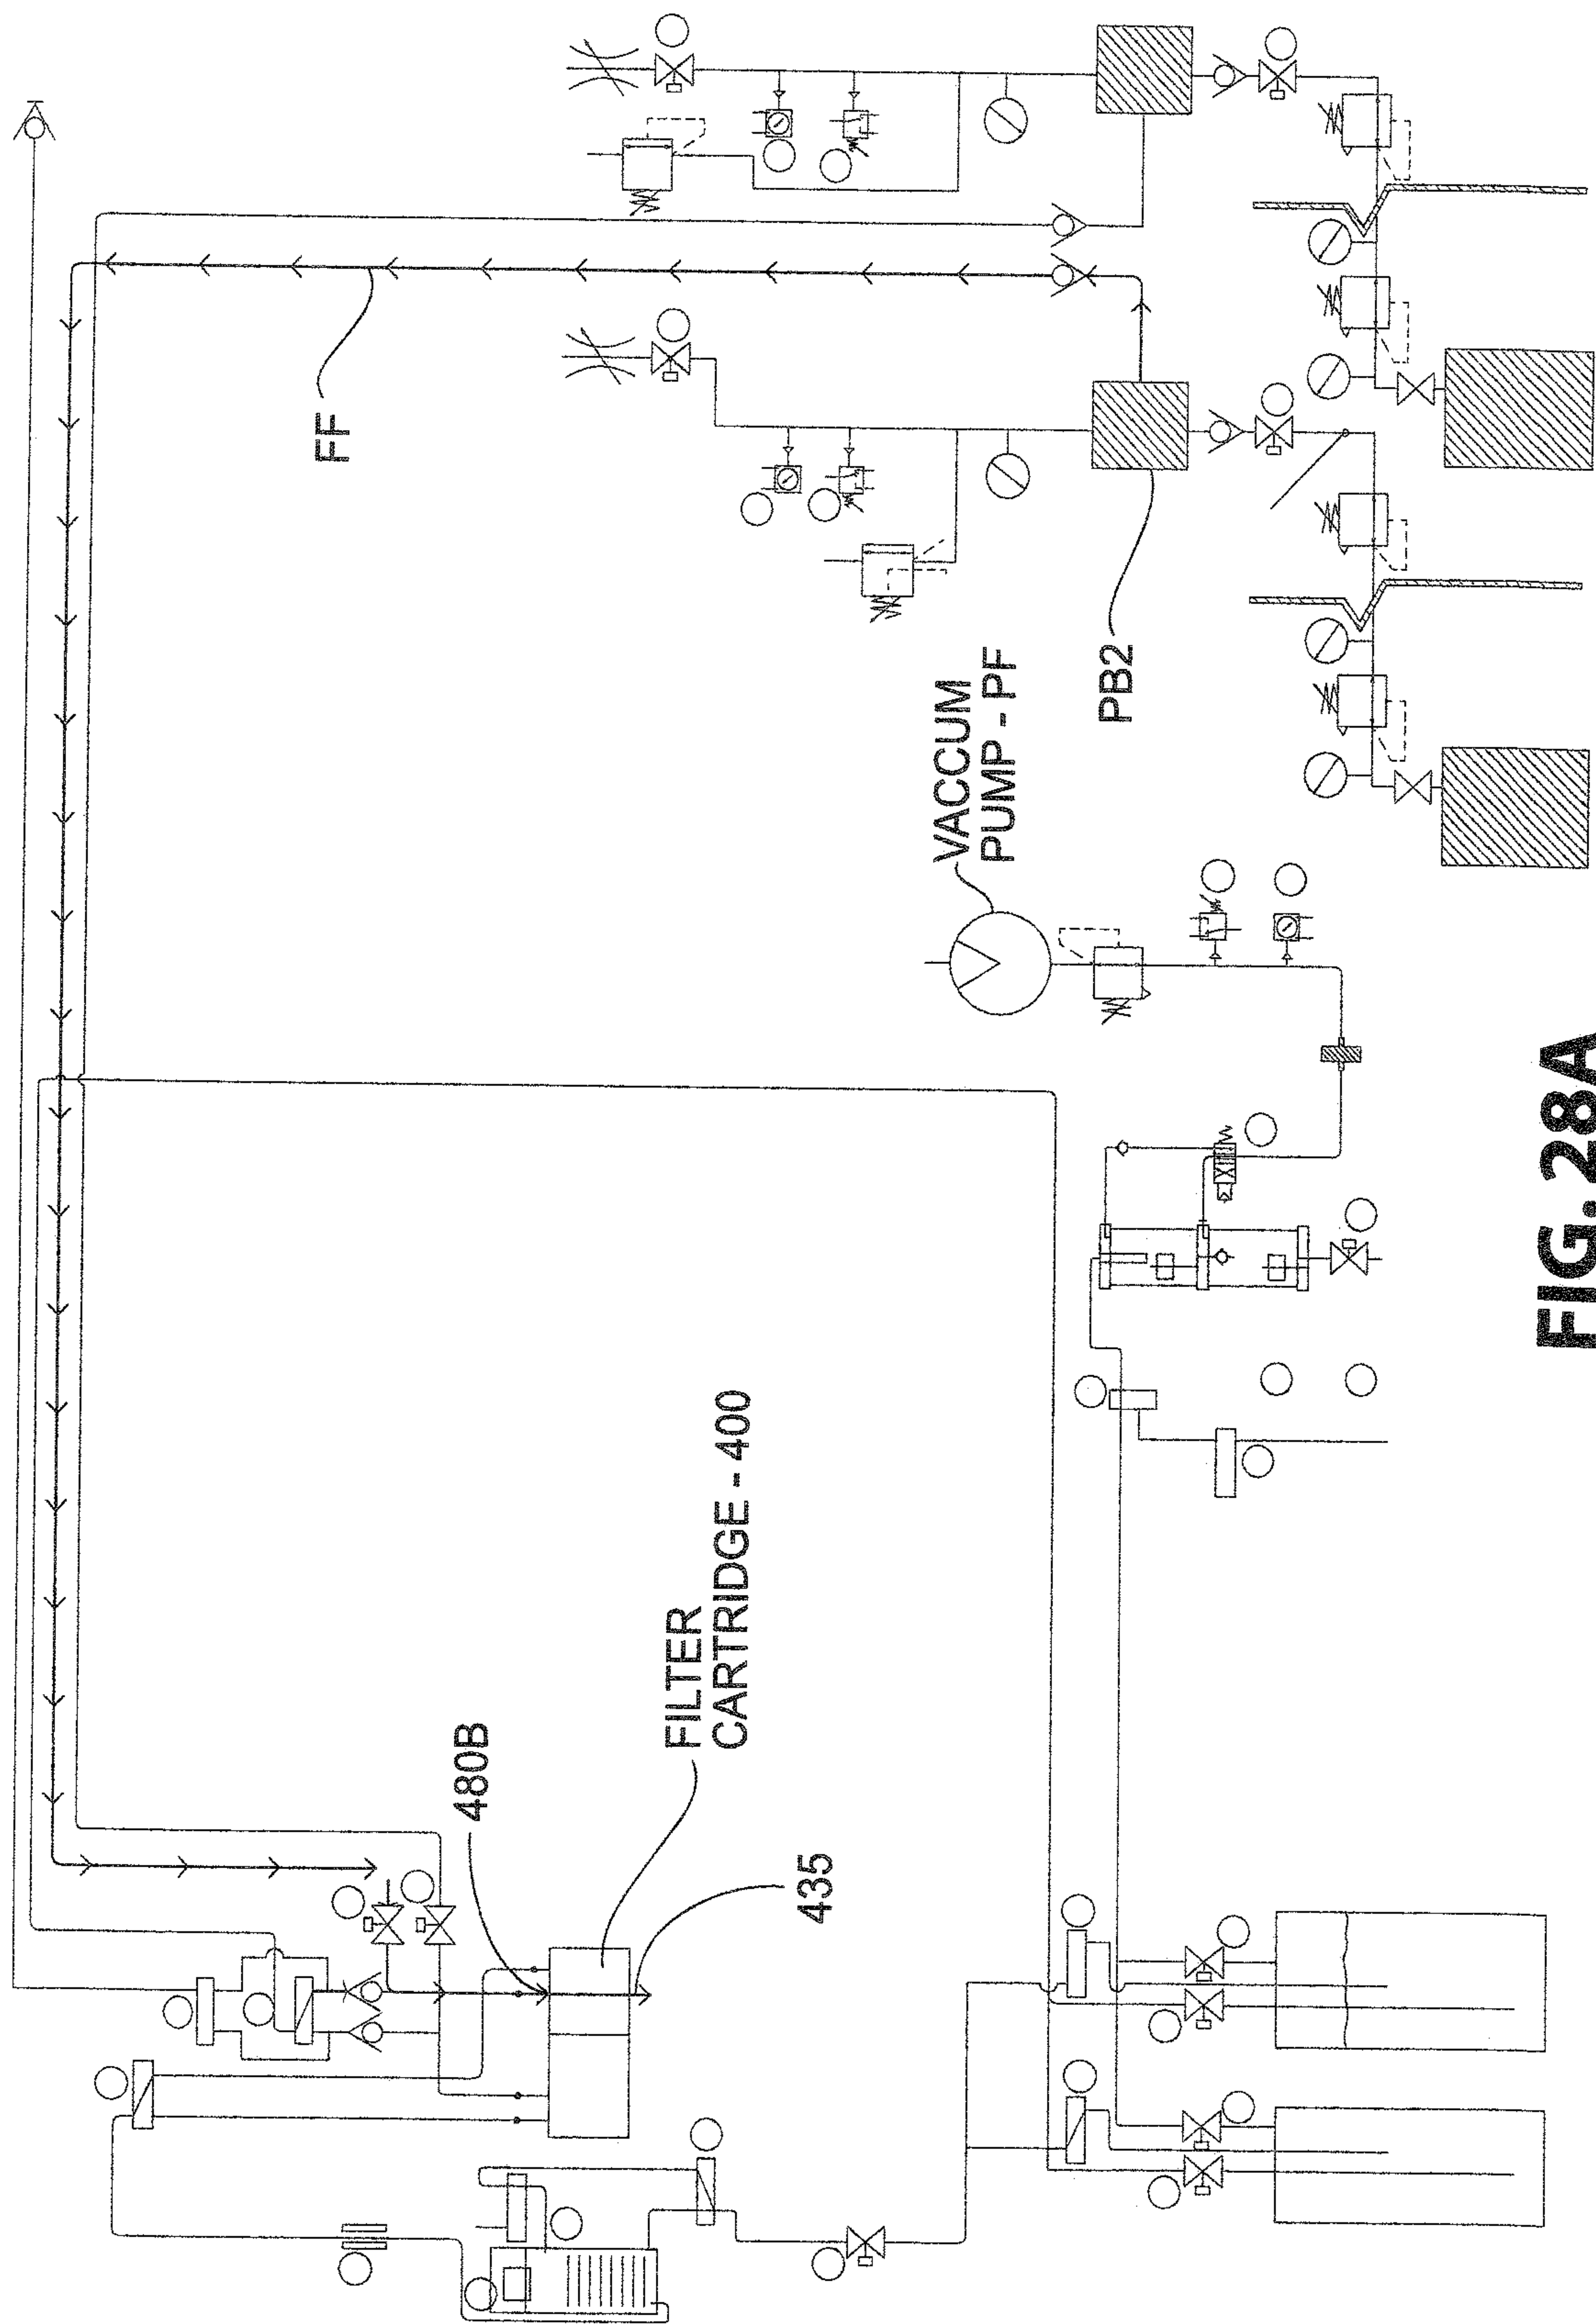 FF
VACCUM
PUMP - PF
PB2
480B
FILTER
CARTRIDGE - 400
435
FIG. 28A